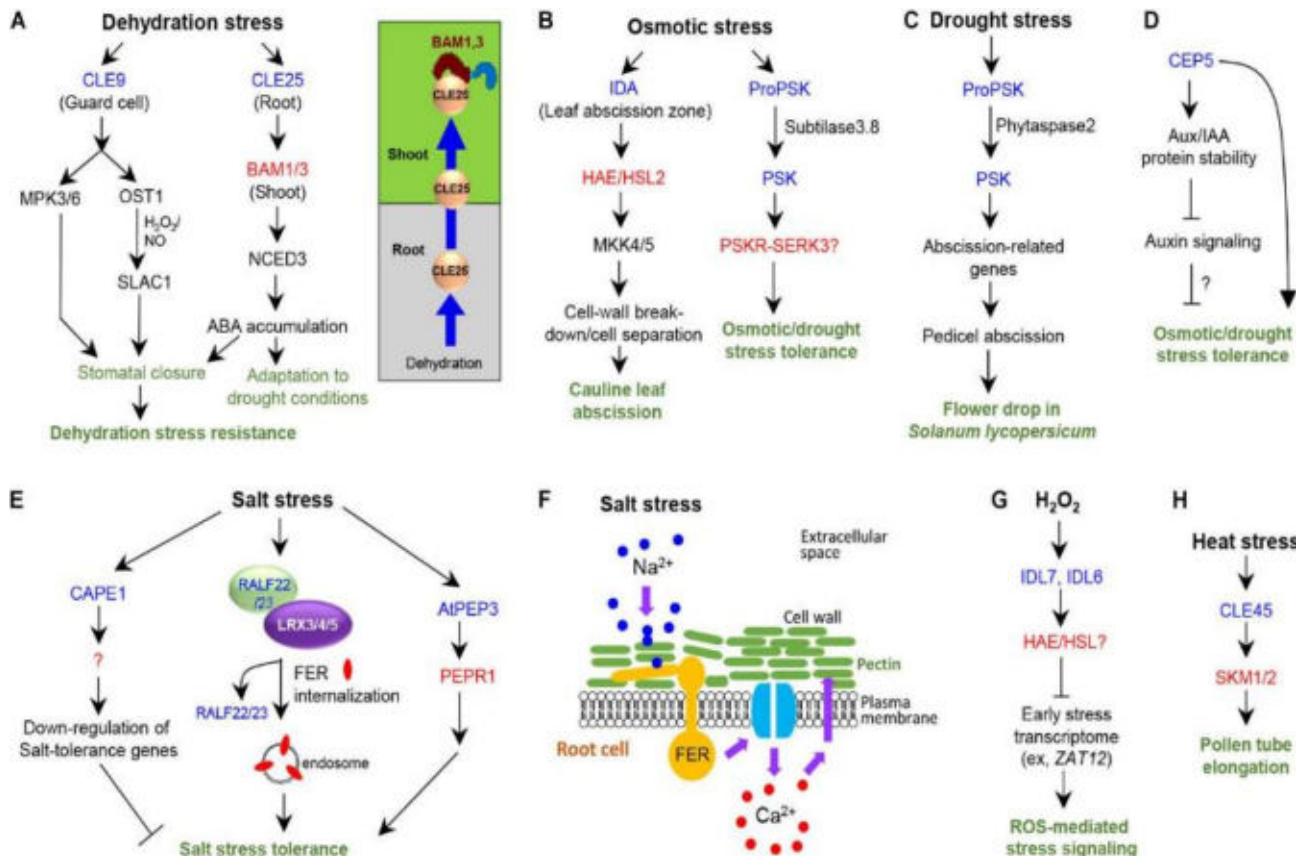 A
Dehydration stress
CLE9
(Guard cell)
CLE25
(Root)
BAM1/3
(Shoot)
MPK3/6
OST1
H₂O₂/
NO
SLAC1
NCED3
ABA accumulation
Stomatal closure
Adaptation to
drought conditions
Dehydration stress resistance
BAM1,3
CLE25
Shoot
CLE25
Root
CLE25
Dehydration
B
Osmotic stress
IDA
(Leaf abscission zone)
HAE/HSL2
MKK4/5
Cell-wall break-
down/cell separation
Cauline leaf
abscission
ProPSK
Subtilase3.8
PSK
PSKR-SERK3?
Osmotic/drought
stress tolerance
C
Drought stress
ProPSK
Phytaspase2
PSK
Abscission-related
genes
Pedicel abscission
Flower drop in
Solanum lycopersicum
D
CEP5
Aux/IAA
protein stability
Auxin signaling
?
Osmotic/drought
stress tolerance
E
Salt stress
CAPE1
?
Down-regulation of
Salt-tolerance genes
RALF22
/23
LRX3/4/5
FER
internalization
RALF22/23
endosome
AtPEP3
PEPR1
Salt stress tolerance
F
Salt stress
Na²⁺
Extracellular
space
Cell wall
Pectin
Plasma
membrane
Root cell
FER
Ca²⁺
G
H₂O₂
IDL7, IDL6
HAE/HSL?
Early stress
transcriptome
(ex, ZAT12)
ROS-mediated
stress signaling
H
Heat stress
CLE45
SKM1/2
Pollen tube
elongation